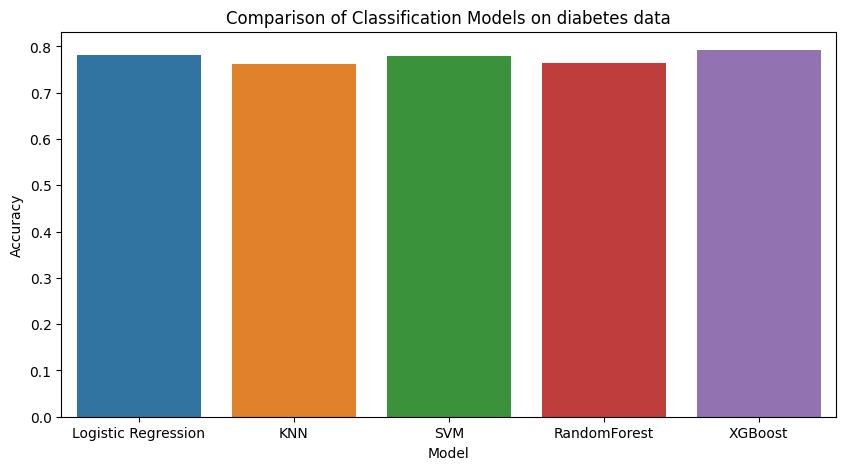 Comparison of Classification Models on diabetes data
0.8
0.7
0.6
0.5
0.4
0.3
0.2
0.1
0.0
Accuracy
Logistic Regression KNN SVM RandomForest XGBoost
Model